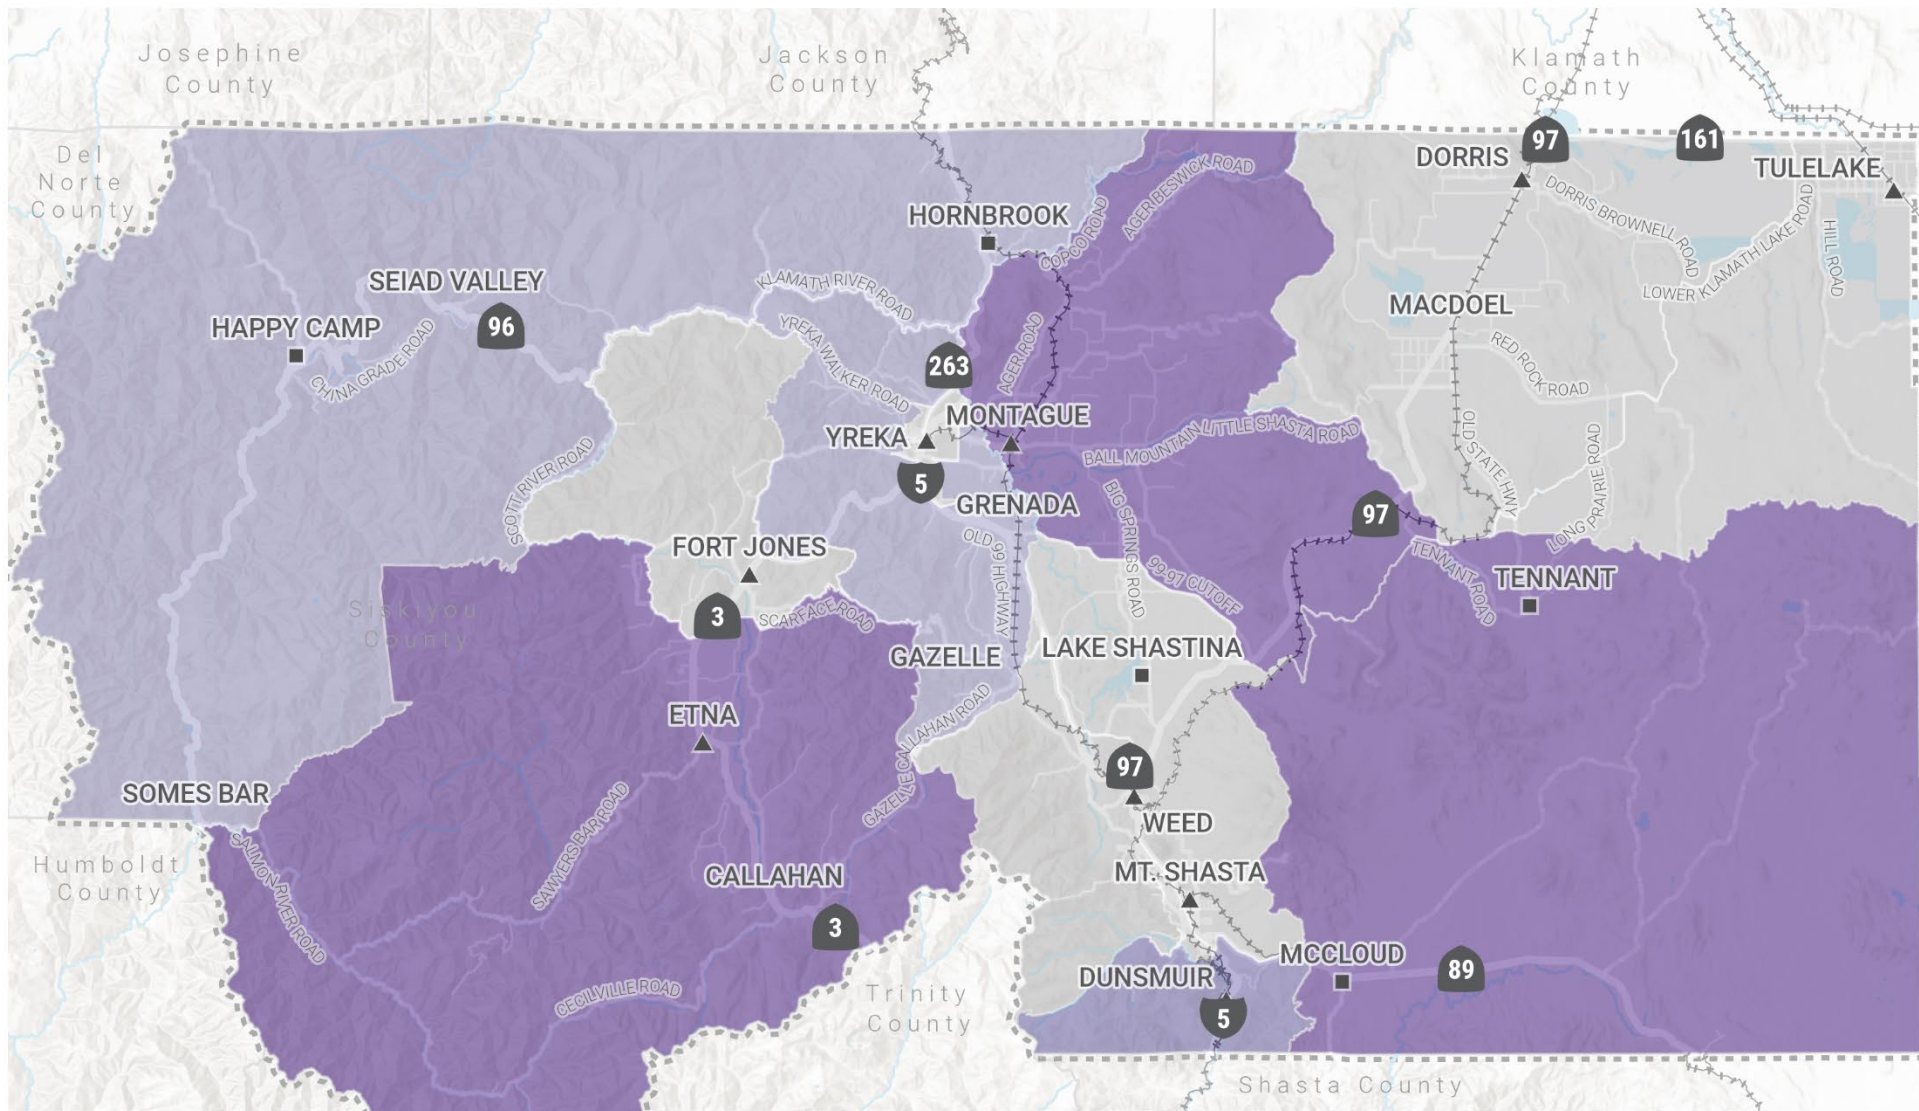 Josephine
County
Jackson
County
Klamath
County
97
161
Del
Norte
County
DORRIS
TULELAKE
AGER BESWICK ROAD
DORRIS BROWNELL ROAD
HORNBROOK
COPCO ROAD
HILL ROAD
LOWER KLAMATH LAKE ROAD
SEIAD VALLEY
KLAMATH RIVER ROAD
MACDOEL
HAPPY CAMP
96
CHINA GRADE ROAD
YREKA WALKER ROAD
263
AGER ROAD
RED ROCK ROAD
MONTAGUE
YREKA
BALL MOUNTAIN LITTLE SHASTA ROAD
OLD STATE HWY
LONG PRAIRIE ROAD
SCOTT RIVER ROAD
5
GRENADA
BIG SPRINGS ROAD
97
FORT JONES
OLD 99 HIGHWAY
99-97 CUTOFF
TENNANT ROAD
TENNANT
Siskiyou
County
3
SCARFACE ROAD
GAZELLE
LAKE SHASTINA
ETNA
GAZELLE CALLAHAN ROAD
97
SOMES BAR
WEED
SAWYERS BAR ROAD
SALMON RIVER ROAD
Humboldt
County
CALLAHAN
MT. SHASTA
3
MCCLOUD
89
DUNSMUIR
CECILVILLE ROAD
Trinity
County
5
Shasta County